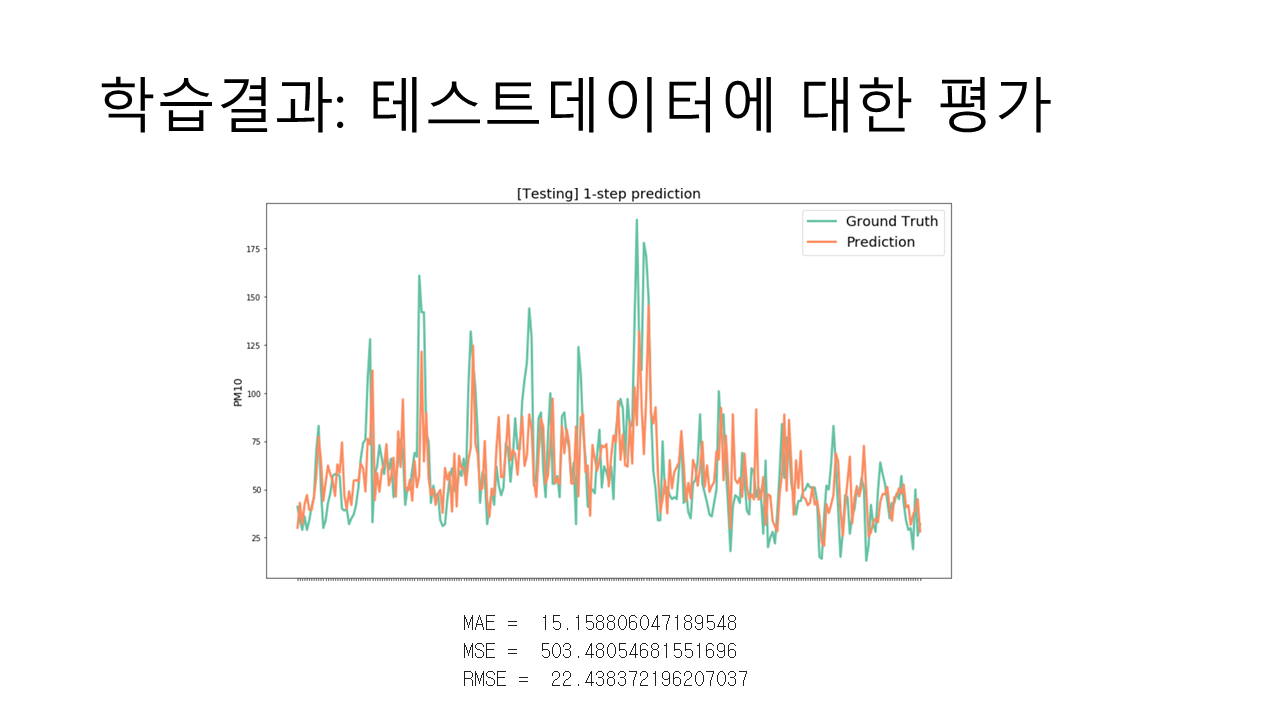 학습결과: 테스트데이터에 대한 평가
[Testing] 1-step prediction
Ground Truth
Prediction
175
150
125
100
75
50
25
PM10
MAE = 15.158806047189548
MSE = 503.48054681551696
RMSE = 22.438372196207037